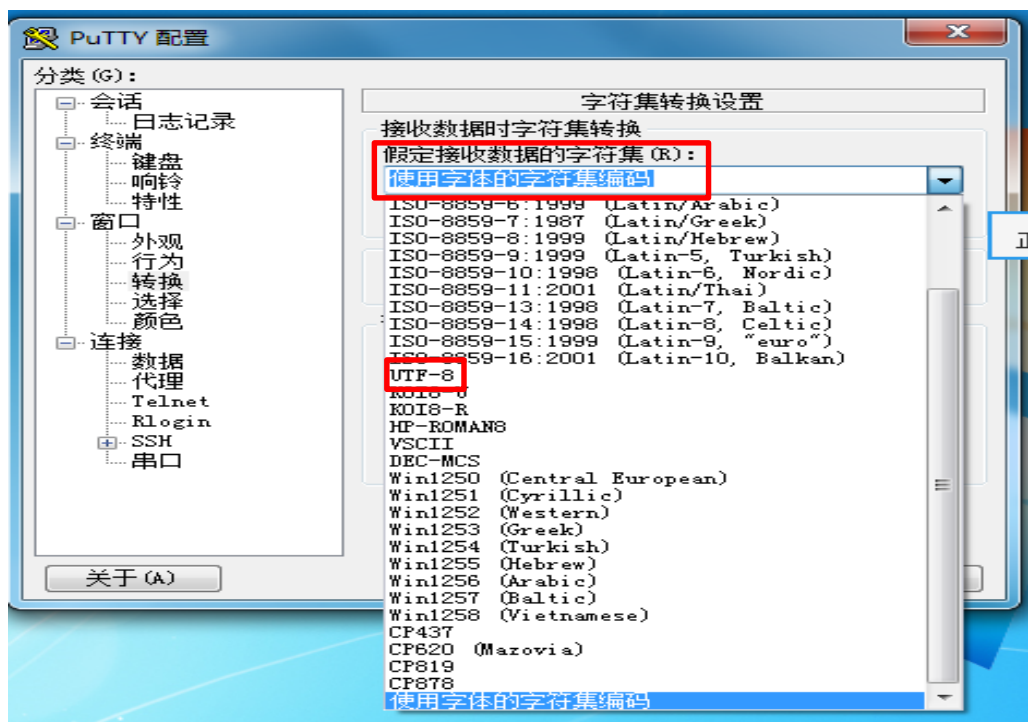 PuTTY 配置
分类(G):
会话
日志记录
终端
键盘
响铃
特性
窗口
外观
行为
转换
选择
颜色
连接
数据
代理
Telnet
Rlogin
SSH
串口
关于(A)
字符集转换设置
接收数据时字符集转换
假定接收数据的字符集(R):
使用字体的字符集编码
ISO-8859-6:1999 (Latin/Arabic)
ISO-8859-7:1987 (Latin/Greek)
ISO-8859-8:1999 (Latin/Hebrew)
ISO-8859-9:1999 (Latin-5, Turkish)
ISO-8859-10:1998 (Latin-6, Nordic)
ISO-8859-11:2001 (Latin/Thai)
ISO-8859-13:1998 (Latin-7, Baltic)
ISO-8859-14:1998 (Latin-8, Celtic)
ISO-8859-15:1999 (Latin-9, "euro")
ISO-8859-16:2001 (Latin-10, Balkan)
UTF-8
KOI8-U
KOI8-R
HP-ROMAN8
VSCII
DEC-MCS
Win1250 (Central European)
Win1251 (Cyrillic)
Win1252 (Western)
Win1253 (Greek)
Win1254 (Turkish)
Win1255 (Hebrew)
Win1256 (Arabic)
Win1257 (Baltic)
Win1258 (Vietnamese)
CP437
CP620 (Mazovia)
CP819
CP878
使用字体的字符集编码